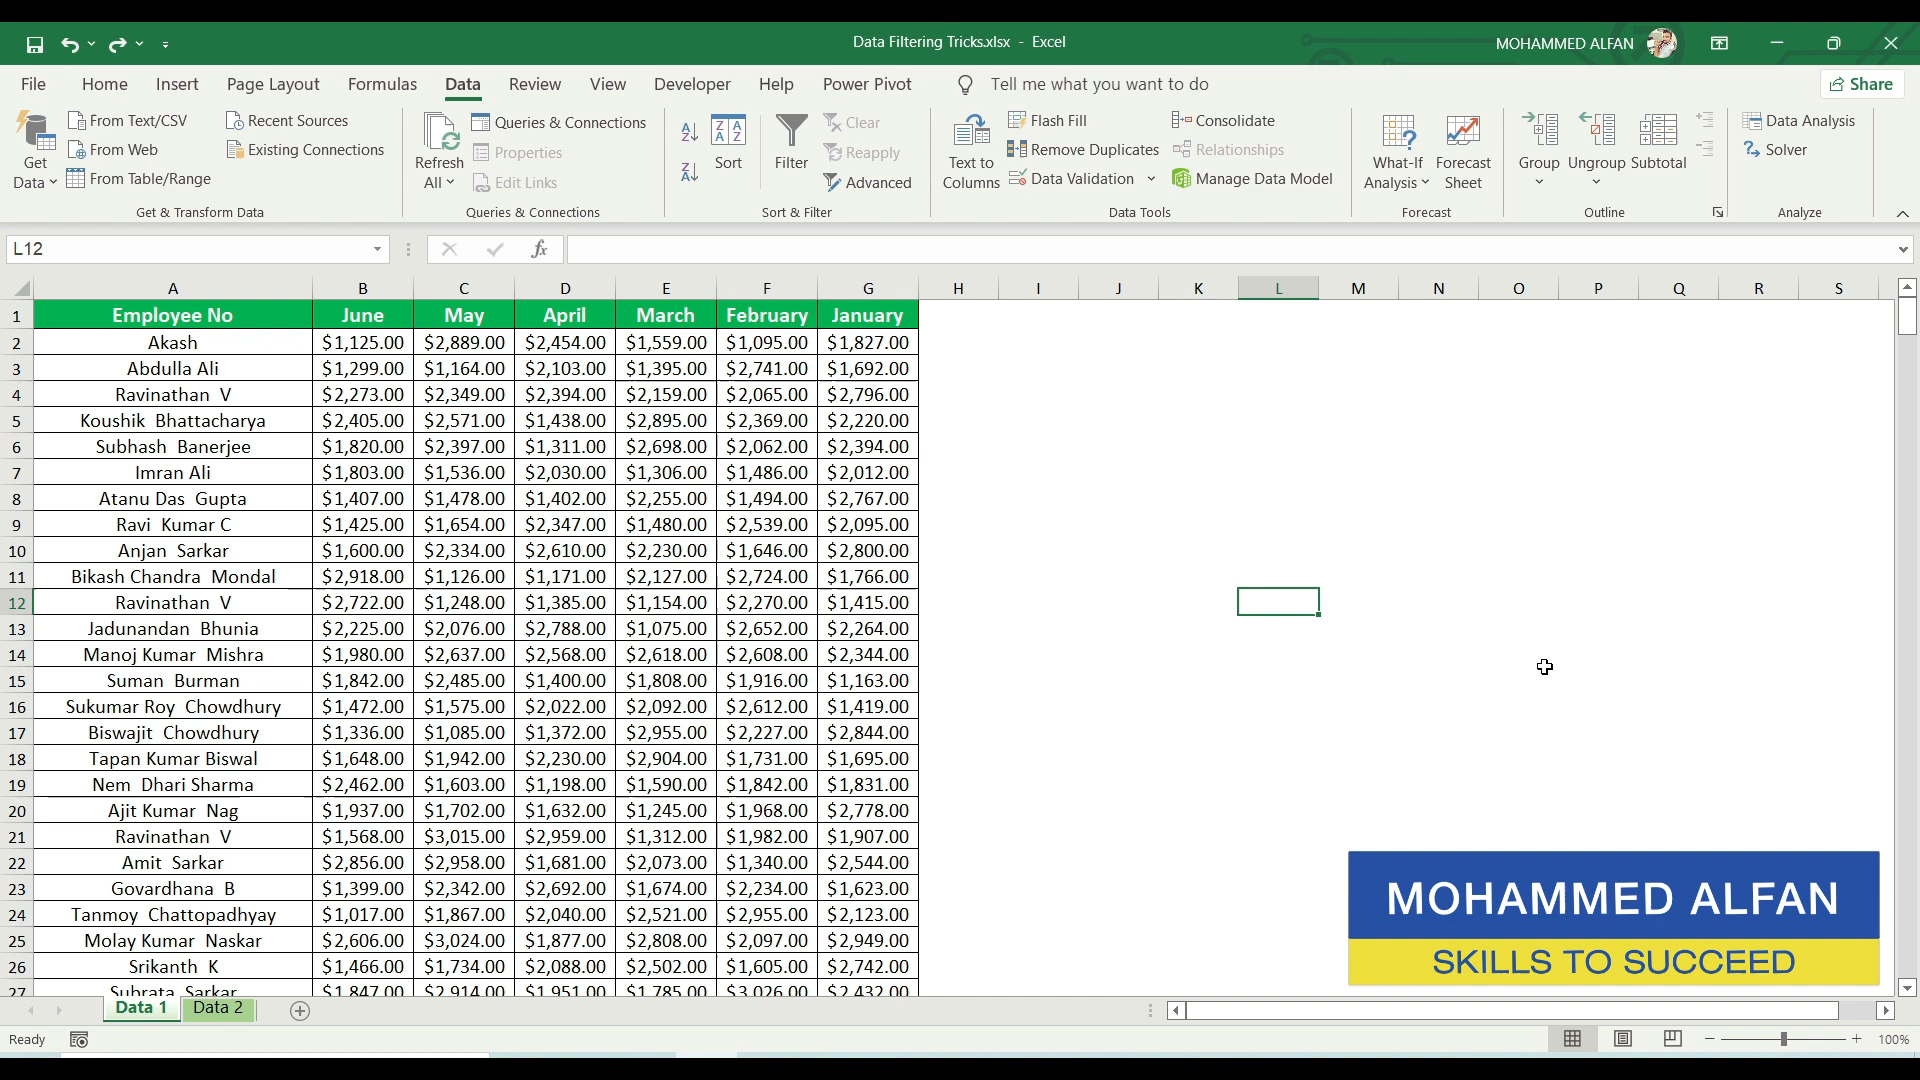 Data Filtering Tricks.xlsx - Excel
MOHAMMED ALFAN
File Home Insert Page Layout Formulas Data Review View Developer Help Power Pivot Tell me what you want to do Share
Get Data
From Text/CSV
From Web
From Table/Range
Recent Sources
Existing Connections
Get & Transform Data
Refresh All
Queries & Connections
Properties
Edit Links
Queries & Connections
Sort
Filter
Clear
Reapply
Advanced
Sort & Filter
Text to Columns
Flash Fill
Remove Duplicates
Data Validation
Consolidate
Relationships
Manage Data Model
Data Tools
What-If Analysis
Forecast Sheet
Forecast
Group
Ungroup
Subtotal
Outline
Data Analysis
Solver
Analyze
L12
fx
A B C D E F G H I J K L M N O P Q R S
1 Employee No June May April March February January
2 Akash $1,125.00 $2,889.00 $2,454.00 $1,559.00 $1,095.00 $1,827.00
3 Abdulla Ali $1,299.00 $1,164.00 $2,103.00 $1,395.00 $2,741.00 $1,692.00
4 Ravinathan V $2,273.00 $2,349.00 $2,394.00 $2,159.00 $2,065.00 $2,796.00
5 Koushik Bhattacharya $2,405.00 $2,571.00 $1,438.00 $2,895.00 $2,369.00 $2,220.00
6 Subhash Banerjee $1,820.00 $2,397.00 $1,311.00 $2,698.00 $2,062.00 $2,394.00
7 Imran Ali $1,803.00 $1,536.00 $2,030.00 $1,306.00 $1,486.00 $2,012.00
8 Atanu Das Gupta $1,407.00 $1,478.00 $1,402.00 $2,255.00 $1,494.00 $2,767.00
9 Ravi Kumar C $1,425.00 $1,654.00 $2,347.00 $1,480.00 $2,539.00 $2,095.00
10 Anjan Sarkar $1,600.00 $2,334.00 $2,610.00 $2,230.00 $1,646.00 $2,800.00
11 Bikash Chandra Mondal $2,918.00 $1,126.00 $1,171.00 $2,127.00 $2,724.00 $1,766.00
12 Ravinathan V $2,722.00 $1,248.00 $1,385.00 $1,154.00 $2,270.00 $1,415.00
13 Jadunandan Bhunia $2,225.00 $2,076.00 $2,788.00 $1,075.00 $2,652.00 $2,264.00
14 Manoj Kumar Mishra $1,980.00 $2,637.00 $2,568.00 $2,618.00 $2,608.00 $2,344.00
15 Suman Burman $1,842.00 $2,485.00 $1,400.00 $1,808.00 $1,916.00 $1,163.00
16 Sukumar Roy Chowdhury $1,472.00 $1,575.00 $2,022.00 $2,092.00 $2,612.00 $1,419.00
17 Biswajit Chowdhury $1,336.00 $1,085.00 $1,372.00 $2,955.00 $2,227.00 $2,844.00
18 Tapan Kumar Biswal $1,648.00 $1,942.00 $2,230.00 $2,904.00 $1,731.00 $1,695.00
19 Nem Dhari Sharma $2,462.00 $1,603.00 $1,198.00 $1,590.00 $1,842.00 $1,831.00
20 Ajit Kumar Nag $1,937.00 $1,702.00 $1,632.00 $1,245.00 $1,968.00 $2,778.00
21 Ravinathan V $1,568.00 $3,015.00 $2,959.00 $1,312.00 $1,982.00 $1,907.00
22 Amit Sarkar $2,856.00 $2,958.00 $1,681.00 $2,073.00 $1,340.00 $2,544.00
23 Govardhana B $1,399.00 $2,342.00 $2,692.00 $1,674.00 $2,234.00 $1,623.00
24 Tanmoy Chattopadhyay $1,017.00 $1,867.00 $2,040.00 $2,521.00 $2,955.00 $2,123.00
25 Molay Kumar Naskar $2,606.00 $3,024.00 $1,877.00 $2,808.00 $2,097.00 $2,949.00
26 Srikanth K $1,466.00 $1,734.00 $2,088.00 $2,502.00 $1,605.00 $2,742.00
27 Subrata Sarkar $1,847.00 $2,914.00 $1,951.00 $1,785.00 $3,026.00 $2,432.00
MOHAMMED ALFAN
SKILLS TO SUCCEED
Data 1 Data 2
Ready
100%